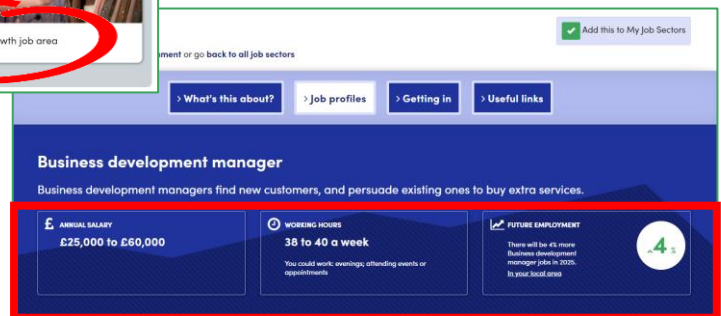 wth job area
Add this to My Job Sectors
ment or go back to all job sectors
> What's this about?
> Job profiles
> Getting in
> Useful links
Business development manager
Business development managers find new customers, and persuade existing ones to buy extra services.
£ ANNUAL SALARY
£25,000 to £60,000
WORKING HOURS
38 to 40 a week
You could work: evenings; attending events or
appointments
FUTURE EMPLOYMENT
There will be 4% more
Business development
manager jobs in 2025.
In your local area
4 %